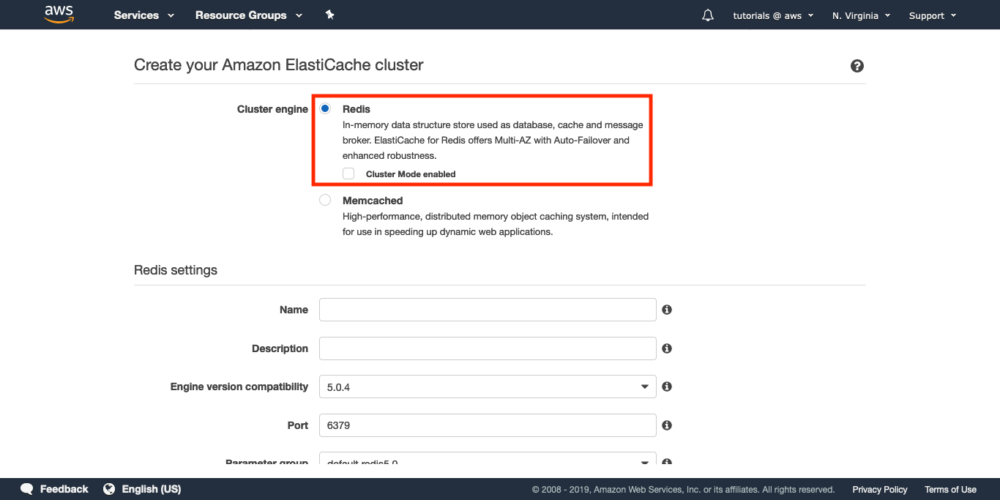 aws Services Resource Groups tutorials @ aws N. Virginia Support
Create your Amazon ElastiCache cluster
Cluster engine Redis
In-memory data structure store used as database, cache and message
broker. ElastiCache for Redis offers Multi-AZ with Auto-Failover and
enhanced robustness.
Cluster Mode enabled
Memcached
High-performance, distributed memory object caching system, intended
for use in speeding up dynamic web applications.
Redis settings
Name
Description
Engine version compatibility 5.0.4
Port 6379
Parameter group default.redis5.0
Feedback English (US) © 2008 - 2019, Amazon Web Services, Inc. or its affiliates. All rights reserved. Privacy Policy Terms of Use